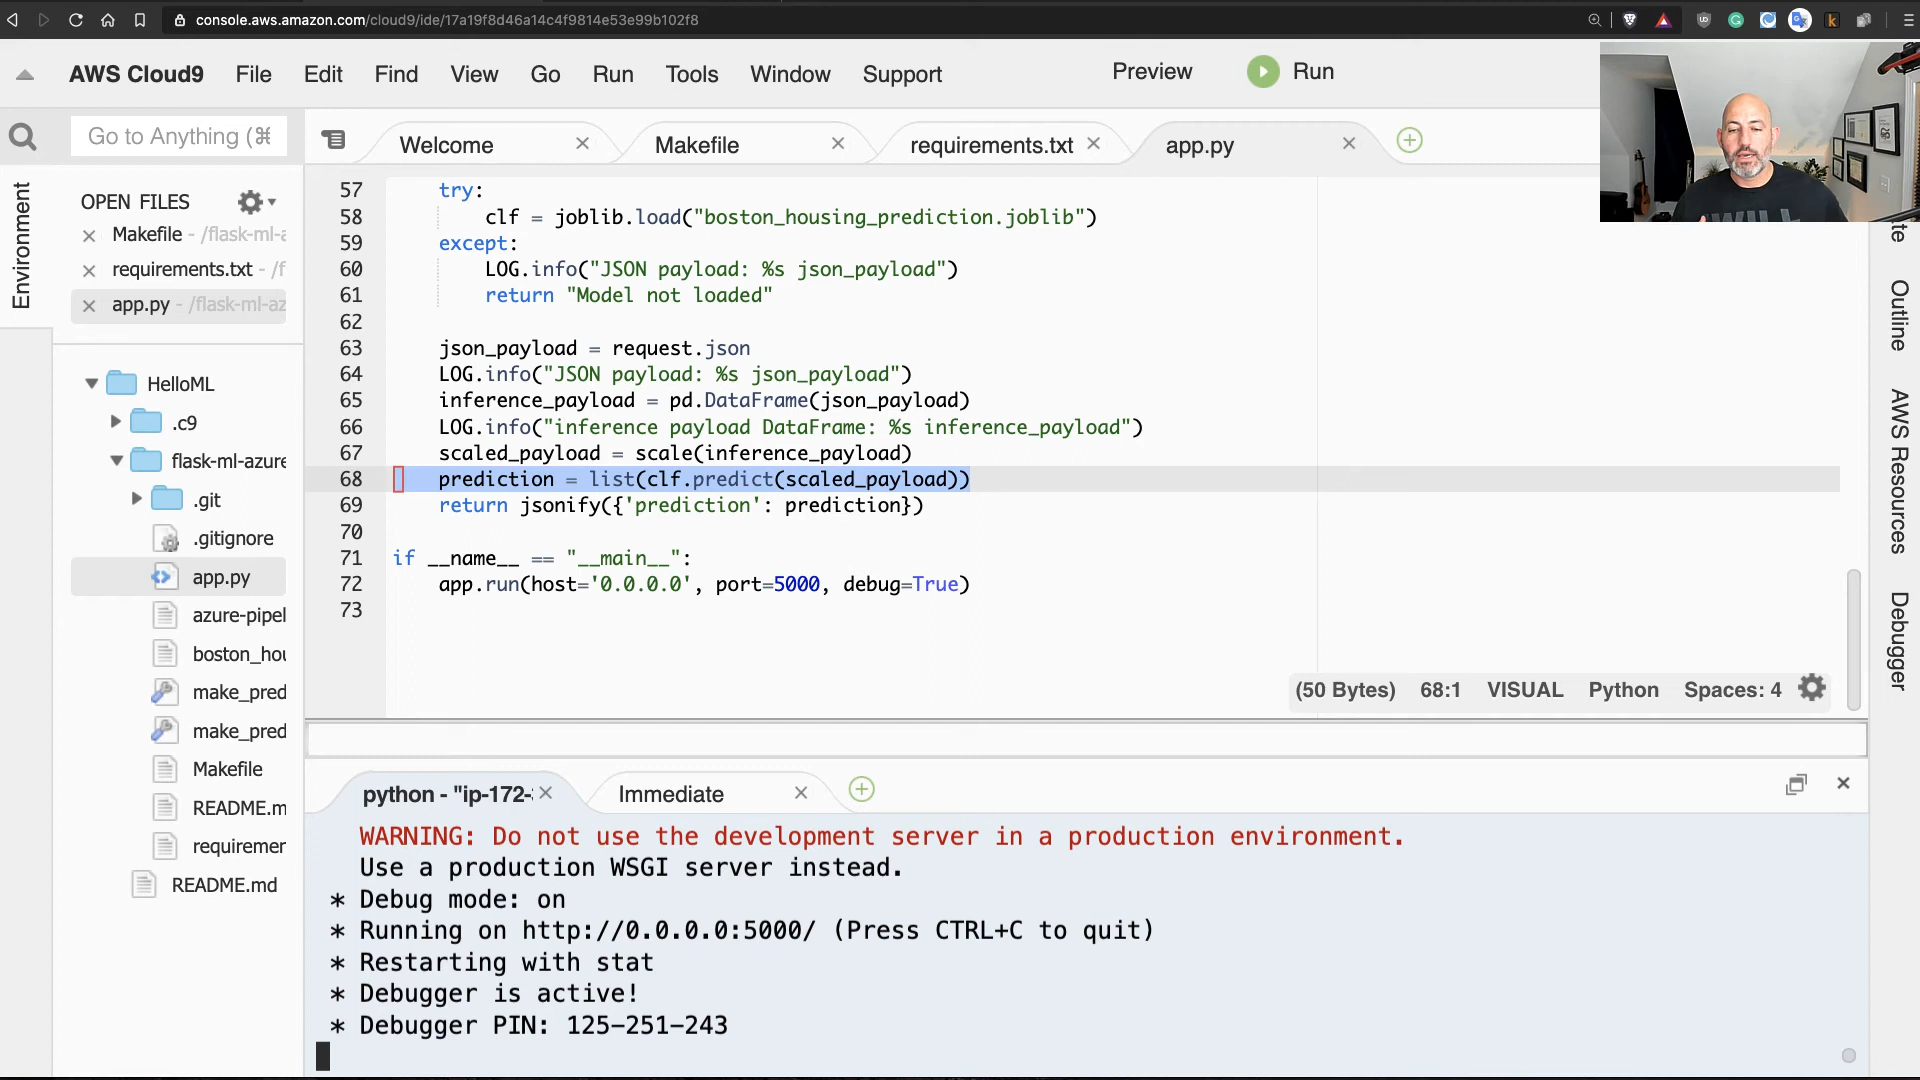 console.aws.amazon.com/cloud9/ide/17a19f8d46a14c4f9814e53e99b102f8
AWS Cloud9 File Edit Find View Go Run Tools Window Support Preview Run
Go to Anything (⌘
Welcome Makefile requirements.txt app.py
Environment
OPEN FILES
Makefile - /flask-ml-a
requirements.txt - /f
app.py - /flask-ml-az
HelloML
.c9
flask-ml-azure
.git
.gitignore
app.py
azure-pipel
boston_hou
make_pred
make_pred
Makefile
README.m
requiremen
README.md
57 try:
58 clf = joblib.load("boston_housing_prediction.joblib")
59 except:
60 LOG.info("JSON payload: %s json_payload")
61 return "Model not loaded"
62
63 json_payload = request.json
64 LOG.info("JSON payload: %s json_payload")
65 inference_payload = pd.DataFrame(json_payload)
66 LOG.info("inference payload DataFrame: %s inference_payload")
67 scaled_payload = scale(inference_payload)
68 prediction = list(clf.predict(scaled_payload))
69 return jsonify({'prediction': prediction})
70
71 if __name__ == "__main__":
72 app.run(host='0.0.0.0', port=5000, debug=True)
73
(50 Bytes) 68:1 VISUAL Python Spaces: 4
Outline
AWS Resources
Debugger
python - "ip-172- Immediate
WARNING: Do not use the development server in a production environment.
Use a production WSGI server instead.
* Debug mode: on
* Running on http://0.0.0.0:5000/ (Press CTRL+C to quit)
* Restarting with stat
* Debugger is active!
* Debugger PIN: 125-251-243